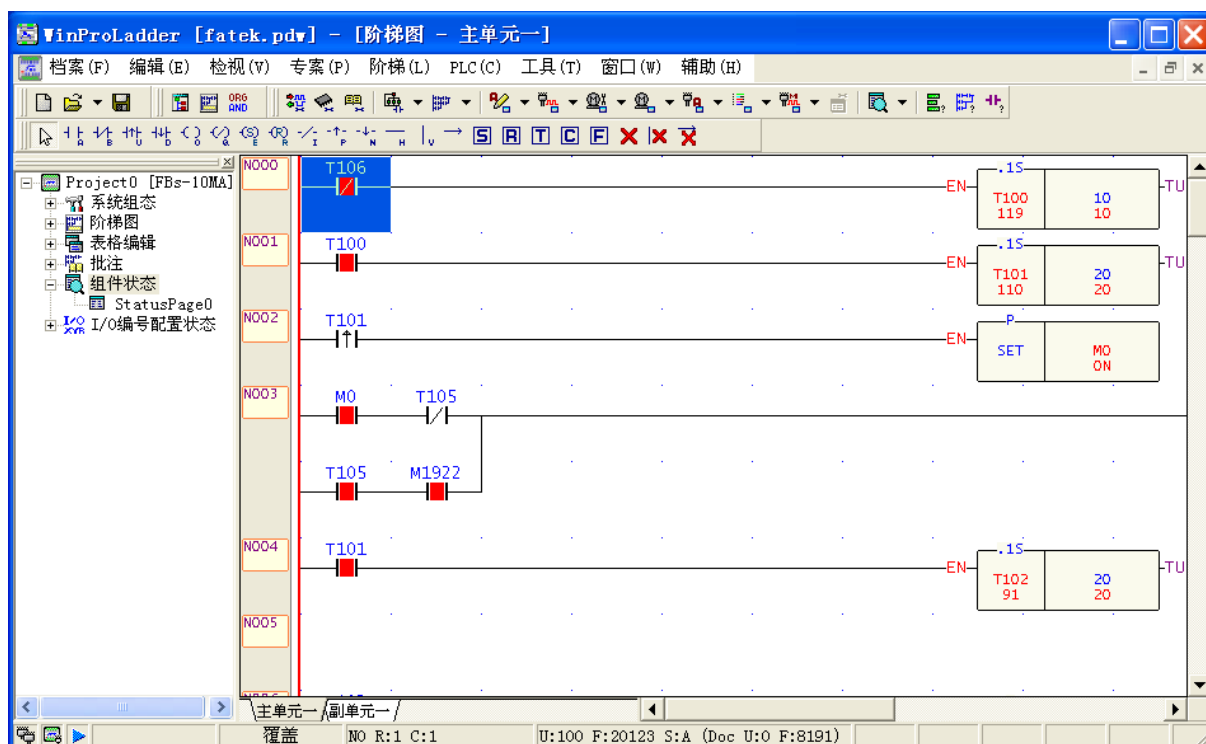 WinProLadder [fatek.pdw] - [阶梯图 - 主单元一]
档案(F) 编辑(E) 检视(V) 专案(P) 阶梯(L) PLC(C) 工具(T) 窗口(W) 辅助(H)
ORG AND
A B U D O Q E R I P N H V S R T C F
Project0 [FBs-10MA]
系统组态
阶梯图
表格编辑
批注
组件状态
StatusPage0
I/O编号配置状态
N000 T106 .1S
EN TU
T100 10
119 10
N001 T100 .1S
EN TU
T101 20
110 20
N002 T101 P
EN
SET M0
ON
N003 M0 T105
T105 M1922
N004 T101 .1S
EN TU
T102 20
91 20
N005
主单元一 副单元一
覆盖 NO R:1 C:1 U:100 F:20123 S:A (Doc U:0 F:8191)